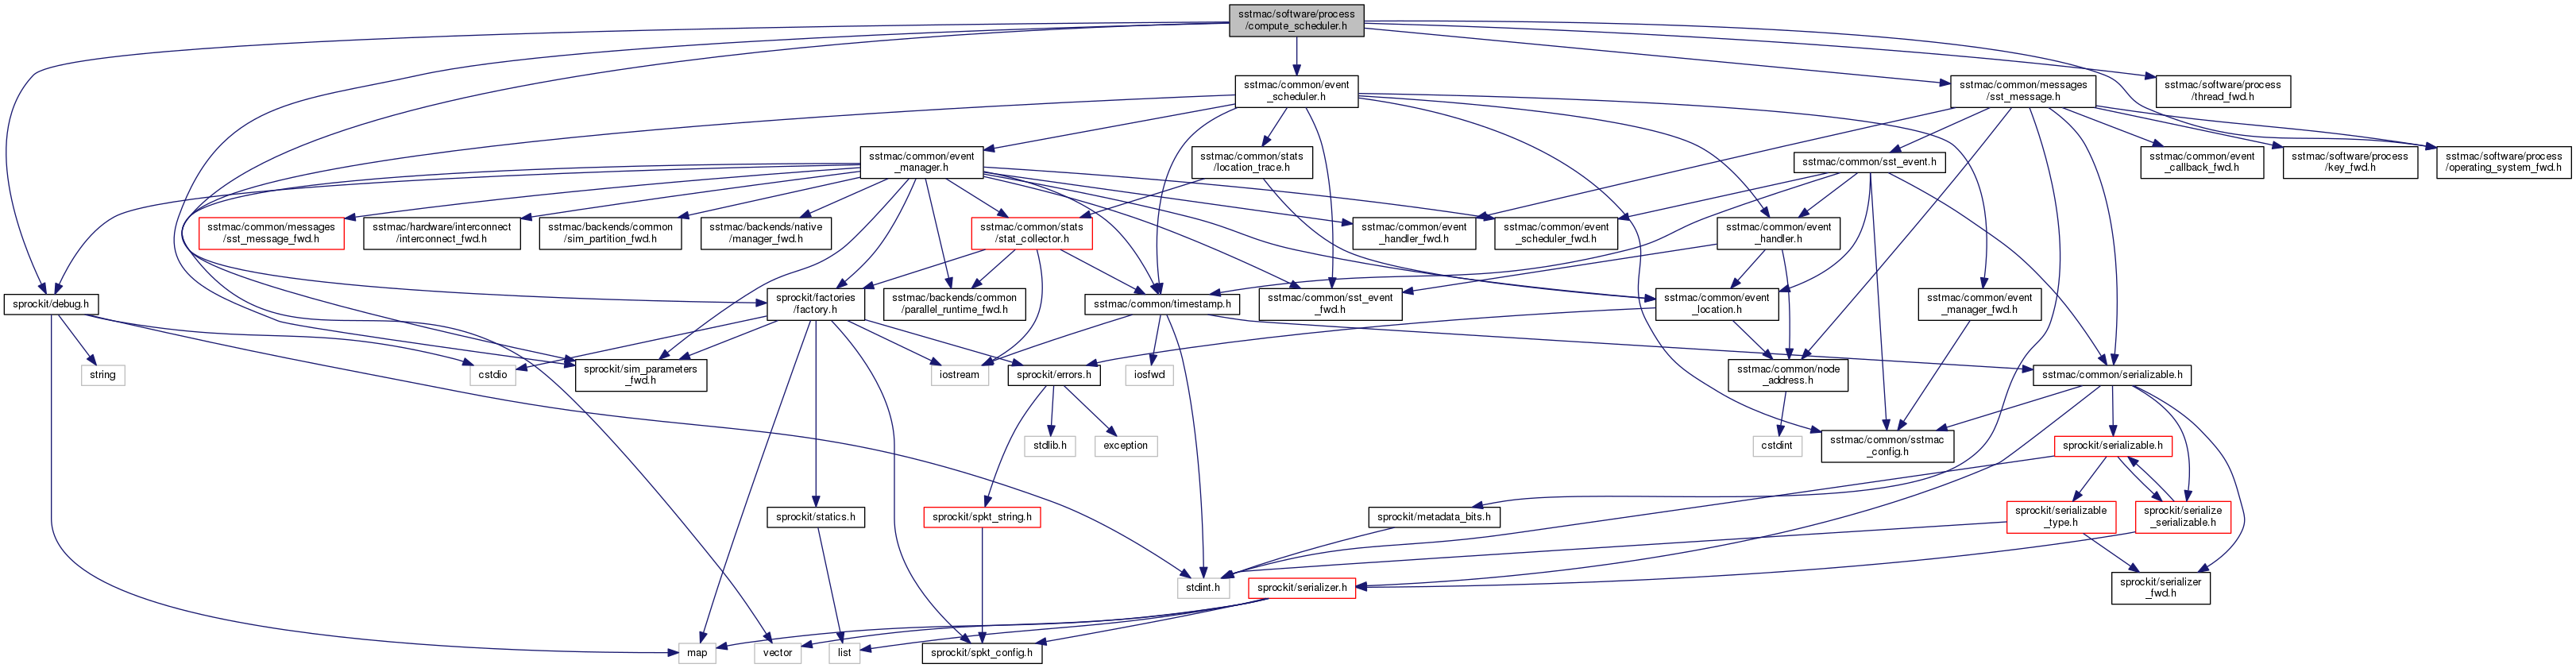 sstmac/software/process
/compute_scheduler.h
sstmac/common/event
_scheduler.h
sstmac/common/messages
/sst_message.h
sstmac/software/process
/thread_fwd.h
sstmac/common/event
_manager.h
sstmac/common/stats
/location_trace.h
sstmac/common/sst_event.h
sstmac/common/event
_callback_fwd.h
sstmac/software/process
/key_fwd.h
sstmac/software/process
/operating_system_fwd.h
sstmac/common/messages
/sst_message_fwd.h
sstmac/hardware/interconnect
/interconnect_fwd.h
sstmac/backends/common
/sim_partition_fwd.h
sstmac/backends/native
/manager_fwd.h
sstmac/common/stats
/stat_collector.h
sstmac/common/event
_handler_fwd.h
sstmac/common/event
_scheduler_fwd.h
sstmac/common/event
_handler.h
sprockit/debug.h
sprockit/factories
/factory.h
sstmac/backends/common
/parallel_runtime_fwd.h
sstmac/common/timestamp.h
sstmac/common/sst_event
_fwd.h
sstmac/common/event
_location.h
sstmac/common/event
_manager_fwd.h
string
cstdio
sprockit/sim_parameters
_fwd.h
iostream
sprockit/errors.h
iosfwd
sstmac/common/node
_address.h
sstmac/common/serializable.h
stdlib.h
exception
cstdint
sstmac/common/sstmac
_config.h
sprockit/serializable.h
sprockit/statics.h
sprockit/spkt_string.h
sprockit/metadata_bits.h
sprockit/serializable
_type.h
sprockit/serialize
_serializable.h
stdint.h
sprockit/serializer.h
sprockit/serializer
_fwd.h
map
vector
list
sprockit/spkt_config.h